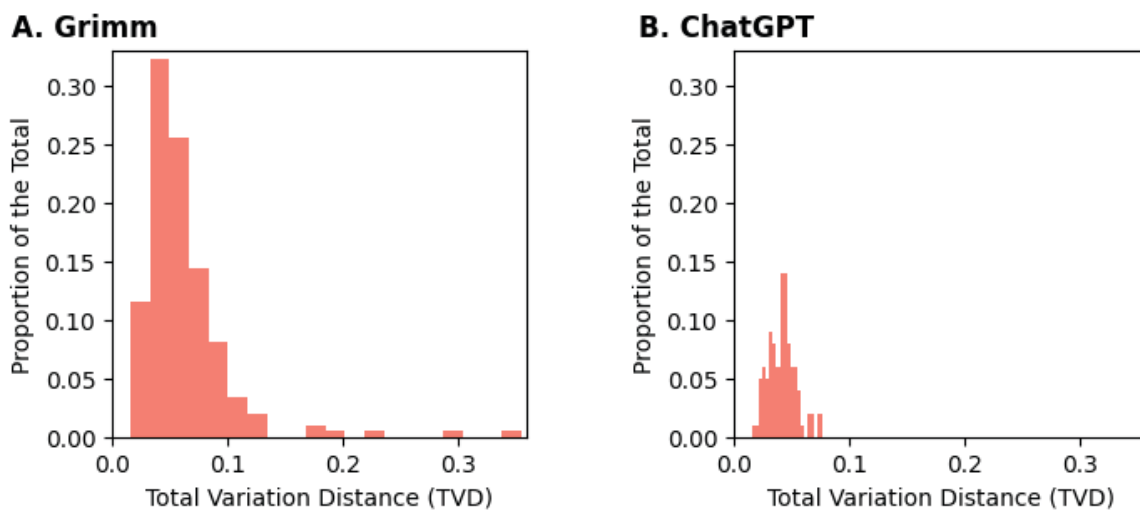 A. Grimm
Proportion of the Total
0.30
0.25
0.20
0.15
0.10
0.05
0.00
0.0 0.1 0.2 0.3
Total Variation Distance (TVD)
B. ChatGPT
Proportion of the Total
0.30
0.25
0.20
0.15
0.10
0.05
0.00
0.0 0.1 0.2 0.3
Total Variation Distance (TVD)